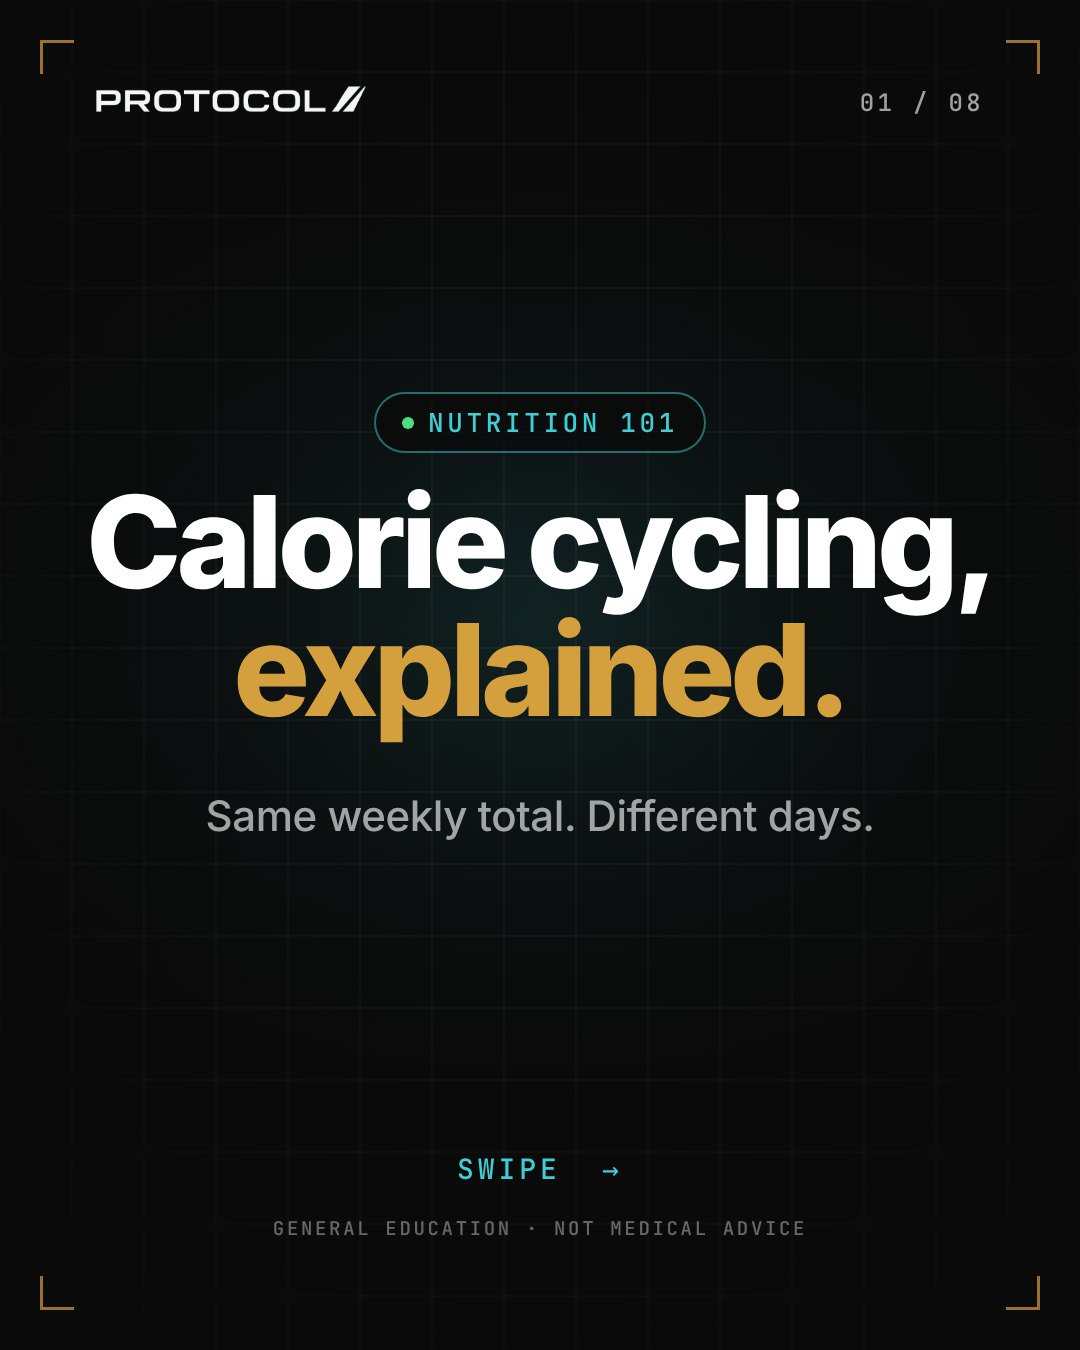 PROTOCOL
01 / 08
NUTRITION 101
Calorie cycling,
explained.
Same weekly total. Different days.
SWIPE →
GENERAL EDUCATION · NOT MEDICAL ADVICE